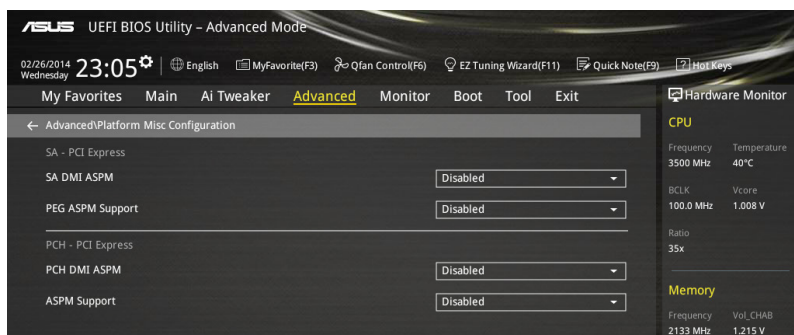 ASUS UEFI BIOS Utility – Advanced Mode
02/26/2014 Wednesday 23:05 English MyFavorite(F3) Qfan Control(F6) EZ Tuning Wizard(F11) Quick Note(F9) ? Hot Keys
My Favorites Main Ai Tweaker Advanced Monitor Boot Tool Exit
← Advanced\Platform Misc Configuration
SA - PCI Express
SA DMI ASPM Disabled
PEG ASPM Support Disabled
PCH - PCI Express
PCH DMI ASPM Disabled
ASPM Support Disabled
Hardware Monitor
CPU
Frequency Temperature
3500 MHz 40°C
BCLK Vcore
100.0 MHz 1.008 V
Ratio
35x
Memory
Frequency Vol_CHAB
2133 MHz 1.215 V